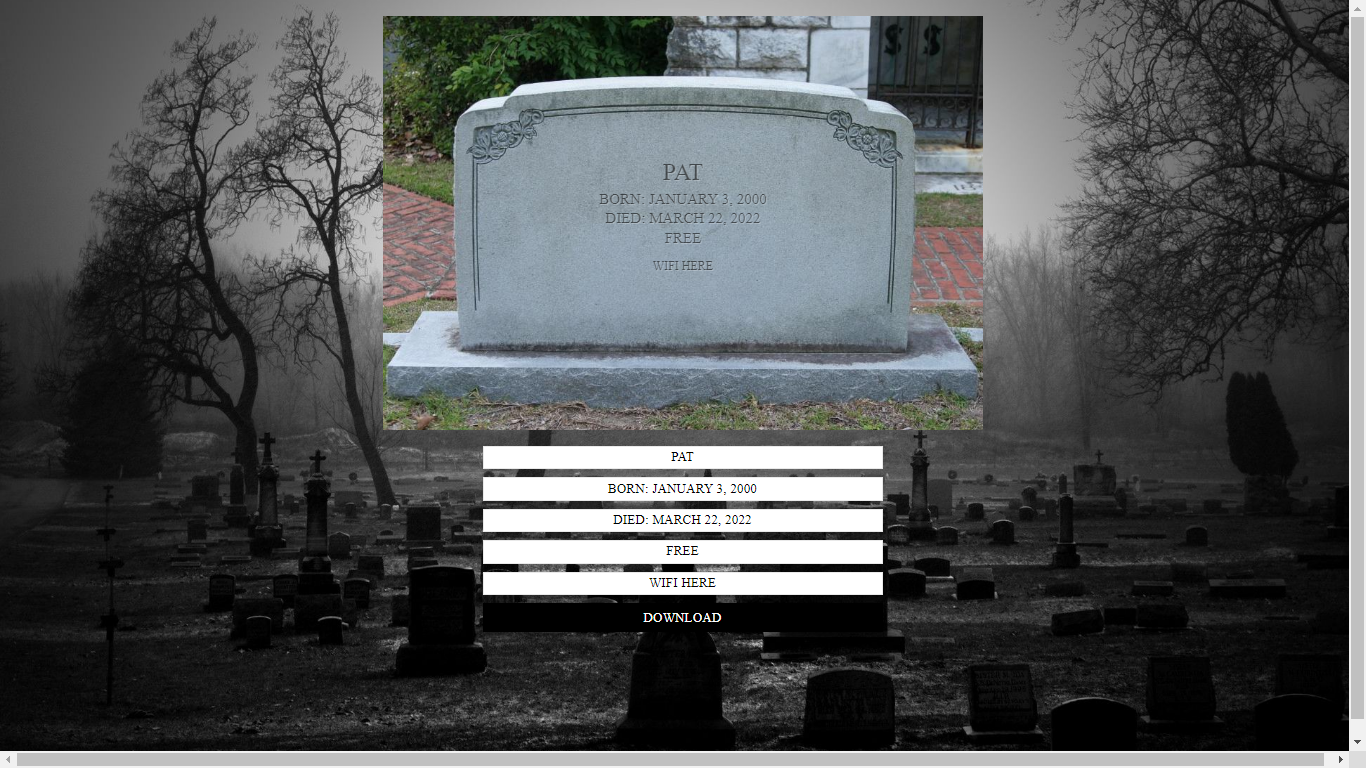 PAT
BORN: JANUARY 3, 2000
DIED: MARCH 22, 2022
FREE
WIFI HERE
PAT
BORN: JANUARY 3, 2000
DIED: MARCH 22, 2022
FREE
WIFI HERE
DOWNLOAD